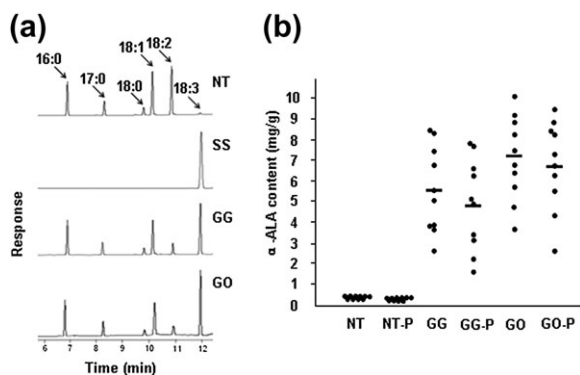 (a)
16:0
17:0
18:0
18:1
18:2
18:3
NT
SS
GG
GO
Response
6 7 8 9 10 11 12
Time (min)
(b)
α-ALA content (mg/g)
10
9
8
7
6
5
4
3
2
1
0
NT NT-P GG GG-P GO GO-P